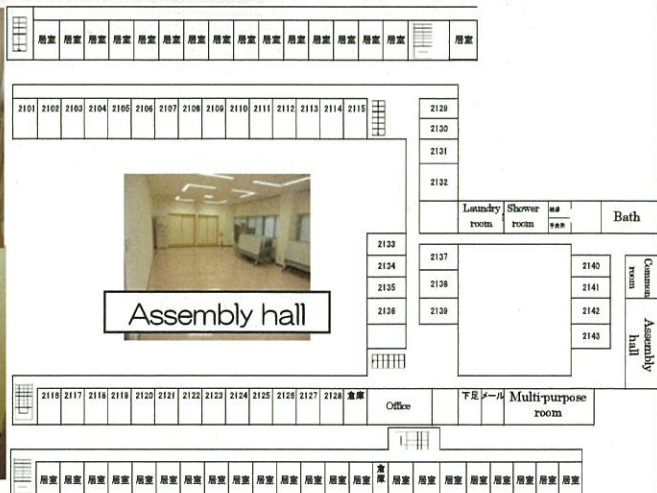 居室 居室 居室 居室 居室 居室 居室 居室 居室 居室 居室 居室 居室 居室 居室 居室
2101 2102 2103 2104 2105 2106 2107 2108 2109 2110 2111 2112 2113 2114 2115
2129
2130
2131
2132
Laundry room
Shower room
Bath
2133
2134
2135
2136
2137
2138
2139
2140
2141
2142
2143
Common room
Assembly hall
Assembly hall
2116 2117 2118 2119 2120 2121 2122 2123 2124 2125 2126 2127 2128 倉庫
Office
下足 メール
Multi-purpose room
居室 居室 居室 居室 居室 居室 居室 居室 居室 居室 居室 居室 居室 倉庫 居室 居室 居室 居室 居室 居室 居室